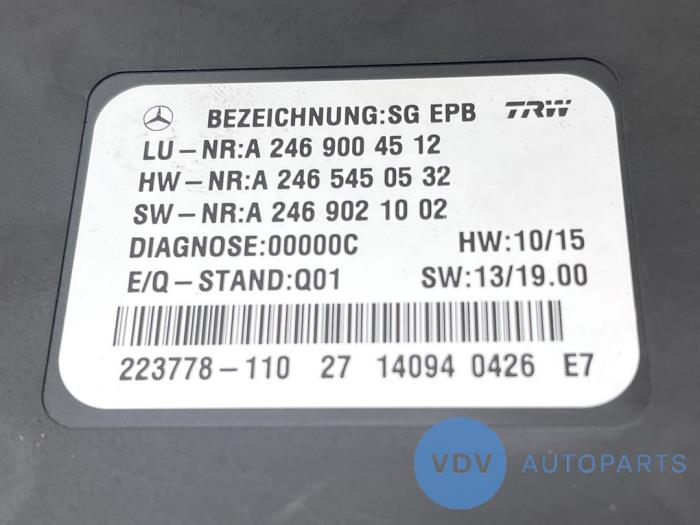 BEZEICHNUNG:SG EPB TRW
LU-NR:A 246 900 45 12
HW-NR:A 246 545 05 32
SW-NR:A 246 902 10 02
DIAGNOSE:00000C HW:10/15
E/Q-STAND:Q01 SW:13/19.00
223778-110 27 14094 0426 E7
VDV AUTOPARTS